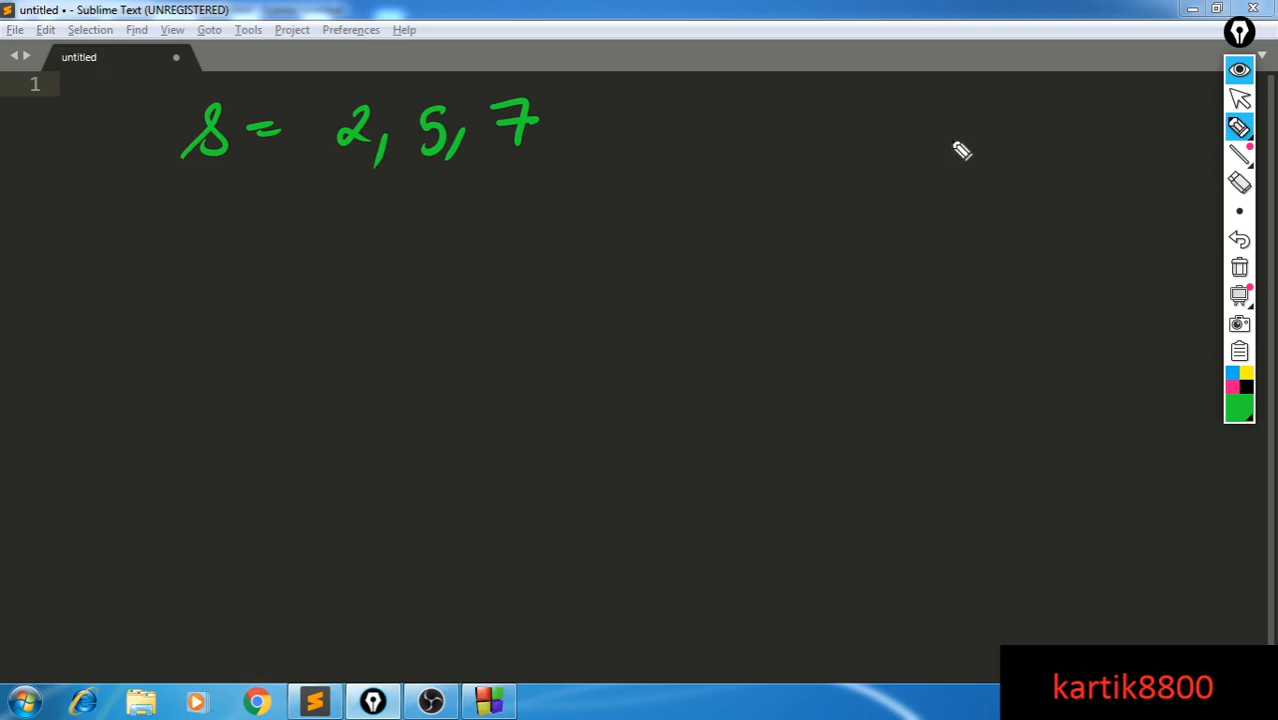 untitled • - Sublime Text (UNREGISTERED)
File Edit Selection Find View Goto Tools Project Preferences Help
untitled
1
S = 2, 5, 7
kartik8800